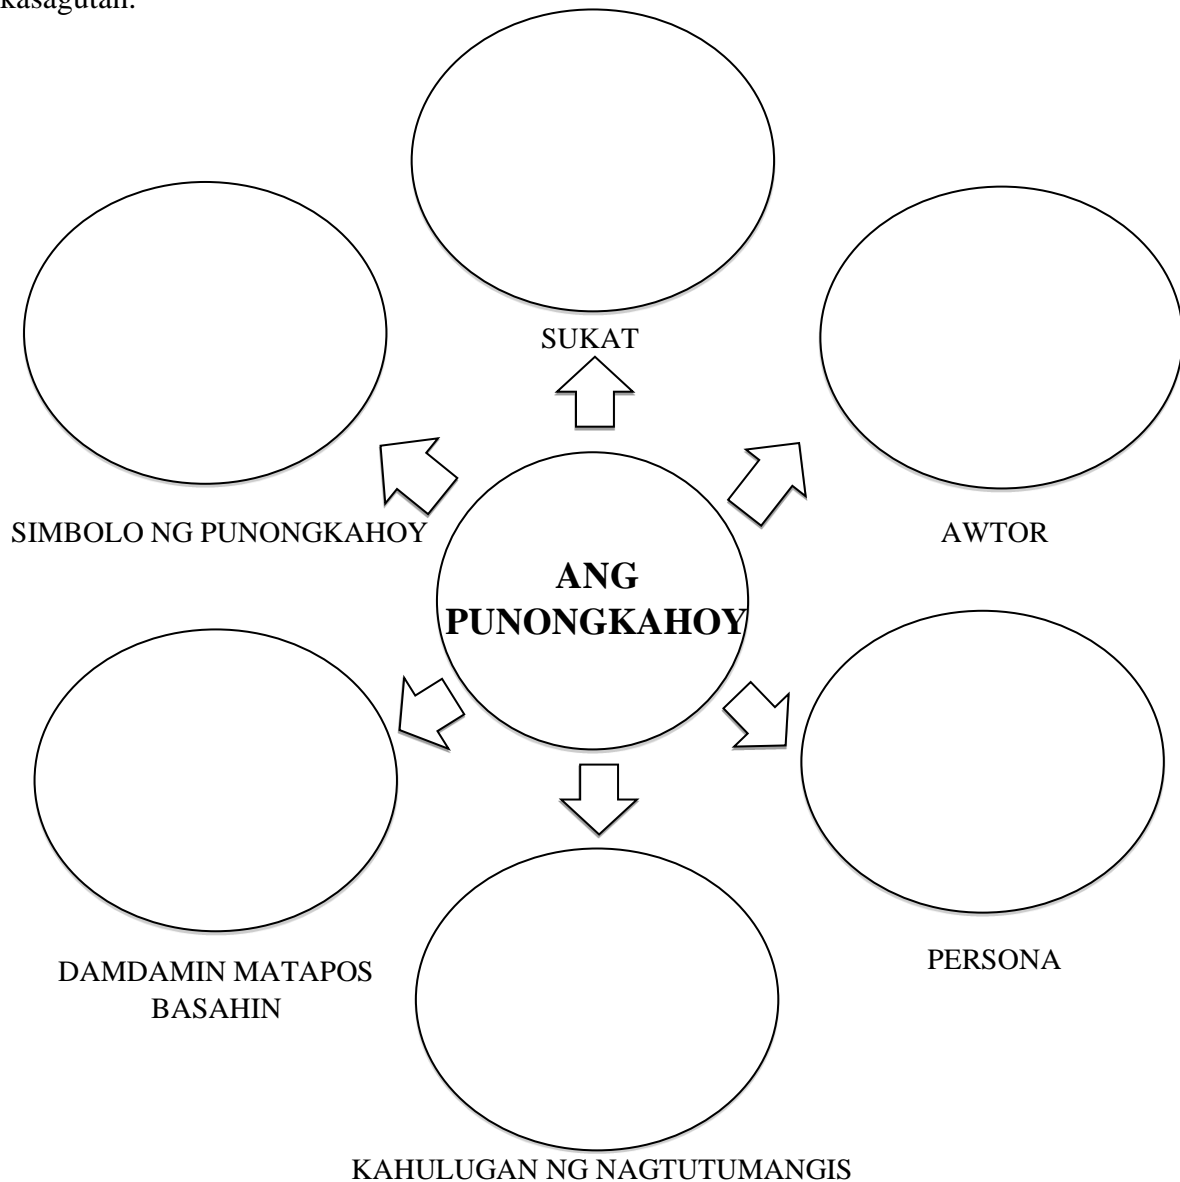 kasagutan.
SUKAT
SIMBOLO NG PUNONGKAHOY
AWTOR
ANG
PUNONGKAHOY
DAMDAMIN MATAPOS
BASAHIN
PERSONA
KAHULUGAN NG NAGTUTUMANGIS